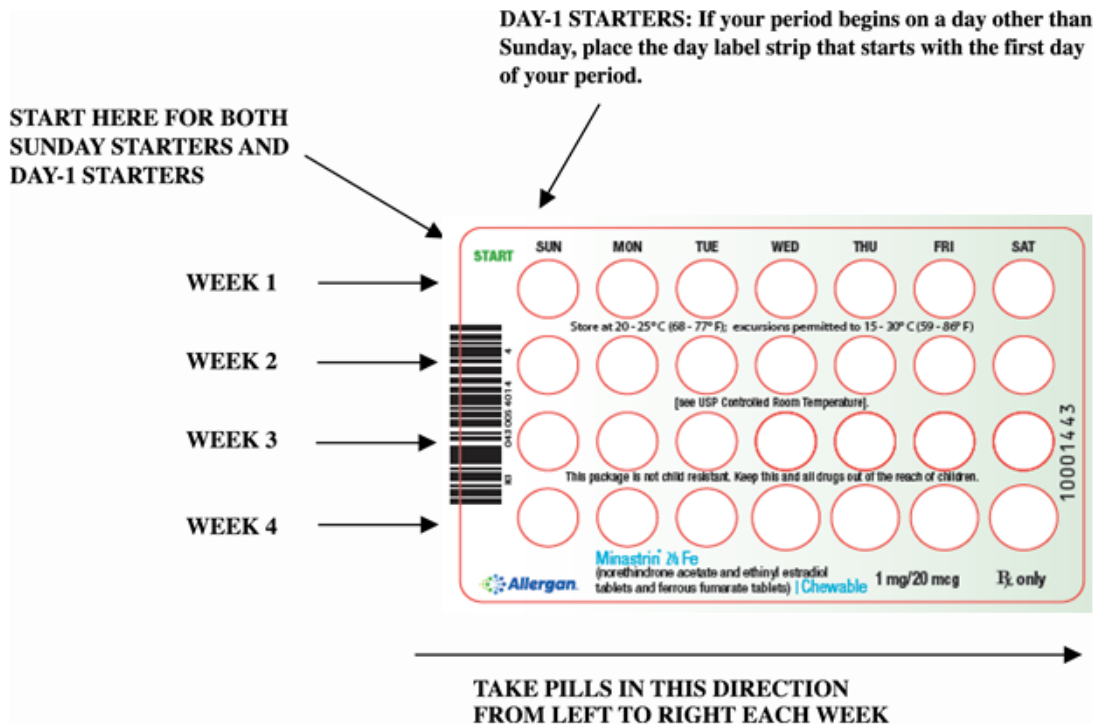 DAY-1 STARTERS: If your period begins on a day other than
Sunday, place the day label strip that starts with the first day
of your period.
START HERE FOR BOTH
SUNDAY STARTERS AND
DAY-1 STARTERS
START SUN MON TUE WED THU FRI SAT
WEEK 1
Store at 20 - 25° C (68 - 77° F); excursions permitted to 15 - 30° C (59 - 86° F)
WEEK 2
[see USP Controlled Room Temperature].
WEEK 3
This package is not child resistant. Keep this and all drugs out of the reach of children.
WEEK 4
10001443
Minastrin 24 Fe
(norethindrone acetate and ethinyl estradiol
tablets and ferrous fumarate tablets) | Chewable
1 mg/20 mcg
Rx only
Allergan
TAKE PILLS IN THIS DIRECTION
FROM LEFT TO RIGHT EACH WEEK